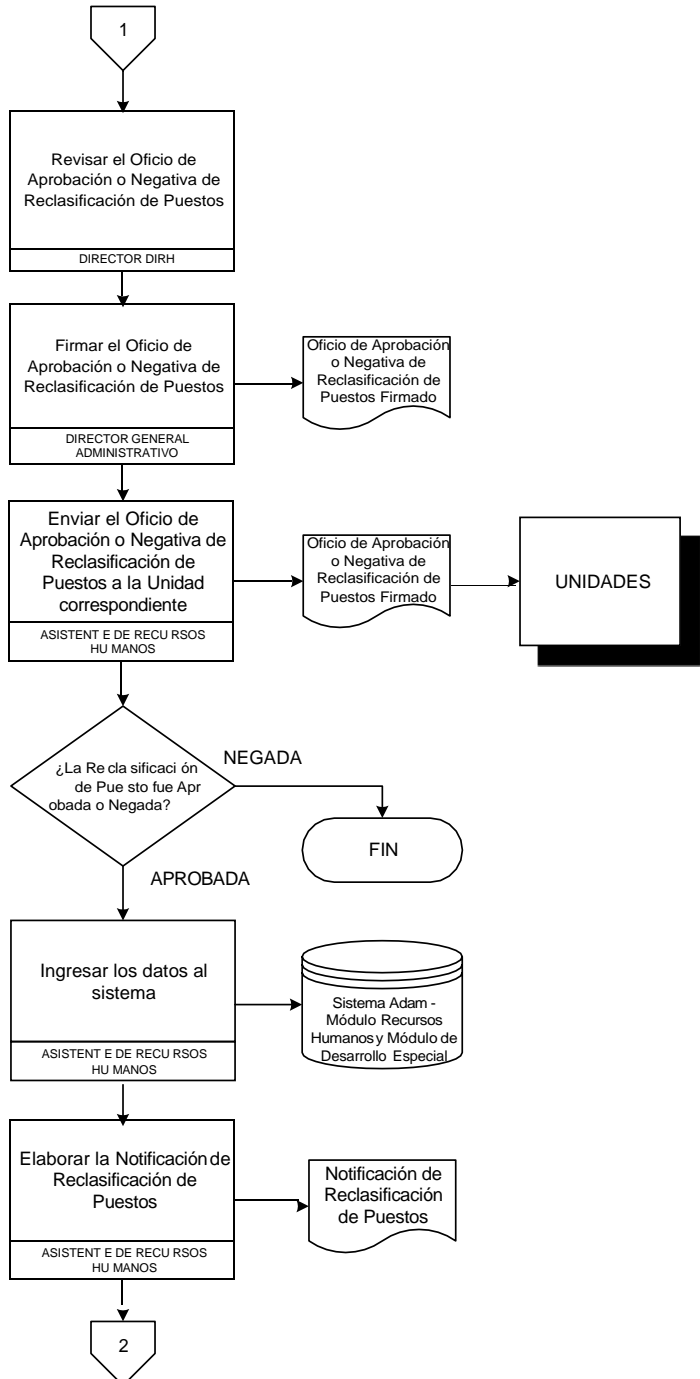 1
Revisar el Oficio de
Aprobación o Negativa de
Reclasificación de Puestos
DIRECTOR DIRH
Firmar el Oficio de
Aprobación o Negativa de
Reclasificación de Puestos
DIRECTOR GENERAL
ADMINISTRATIVO
Oficio de Aprobación
o Negativa de
Reclasificación de
Puestos Firmado
Enviar el Oficio de
Aprobación o Negativa de
Reclasificación de
Puestos a la Unidad
correspondiente
ASISTENT E DE RECU RSOS
HU MANOS
Oficio de Aprobación
o Negativa de
Reclasificación de
Puestos Firmado
UNIDADES
¿La Re cla sificaci ón
de Pue sto fue Apr
obada o Negada?
NEGADA
FIN
APROBADA
Ingresar los datos al
sistema
ASISTENT E DE RECU RSOS
HU MANOS
Sistema Adam -
Módulo Recursos
Humanos y Módulo de
Desarrollo Especial
Elaborar la Notificación de
Reclasificación de
Puestos
ASISTENT E DE RECU RSOS
HU MANOS
Notificación de
Reclasificación
de Puestos
2